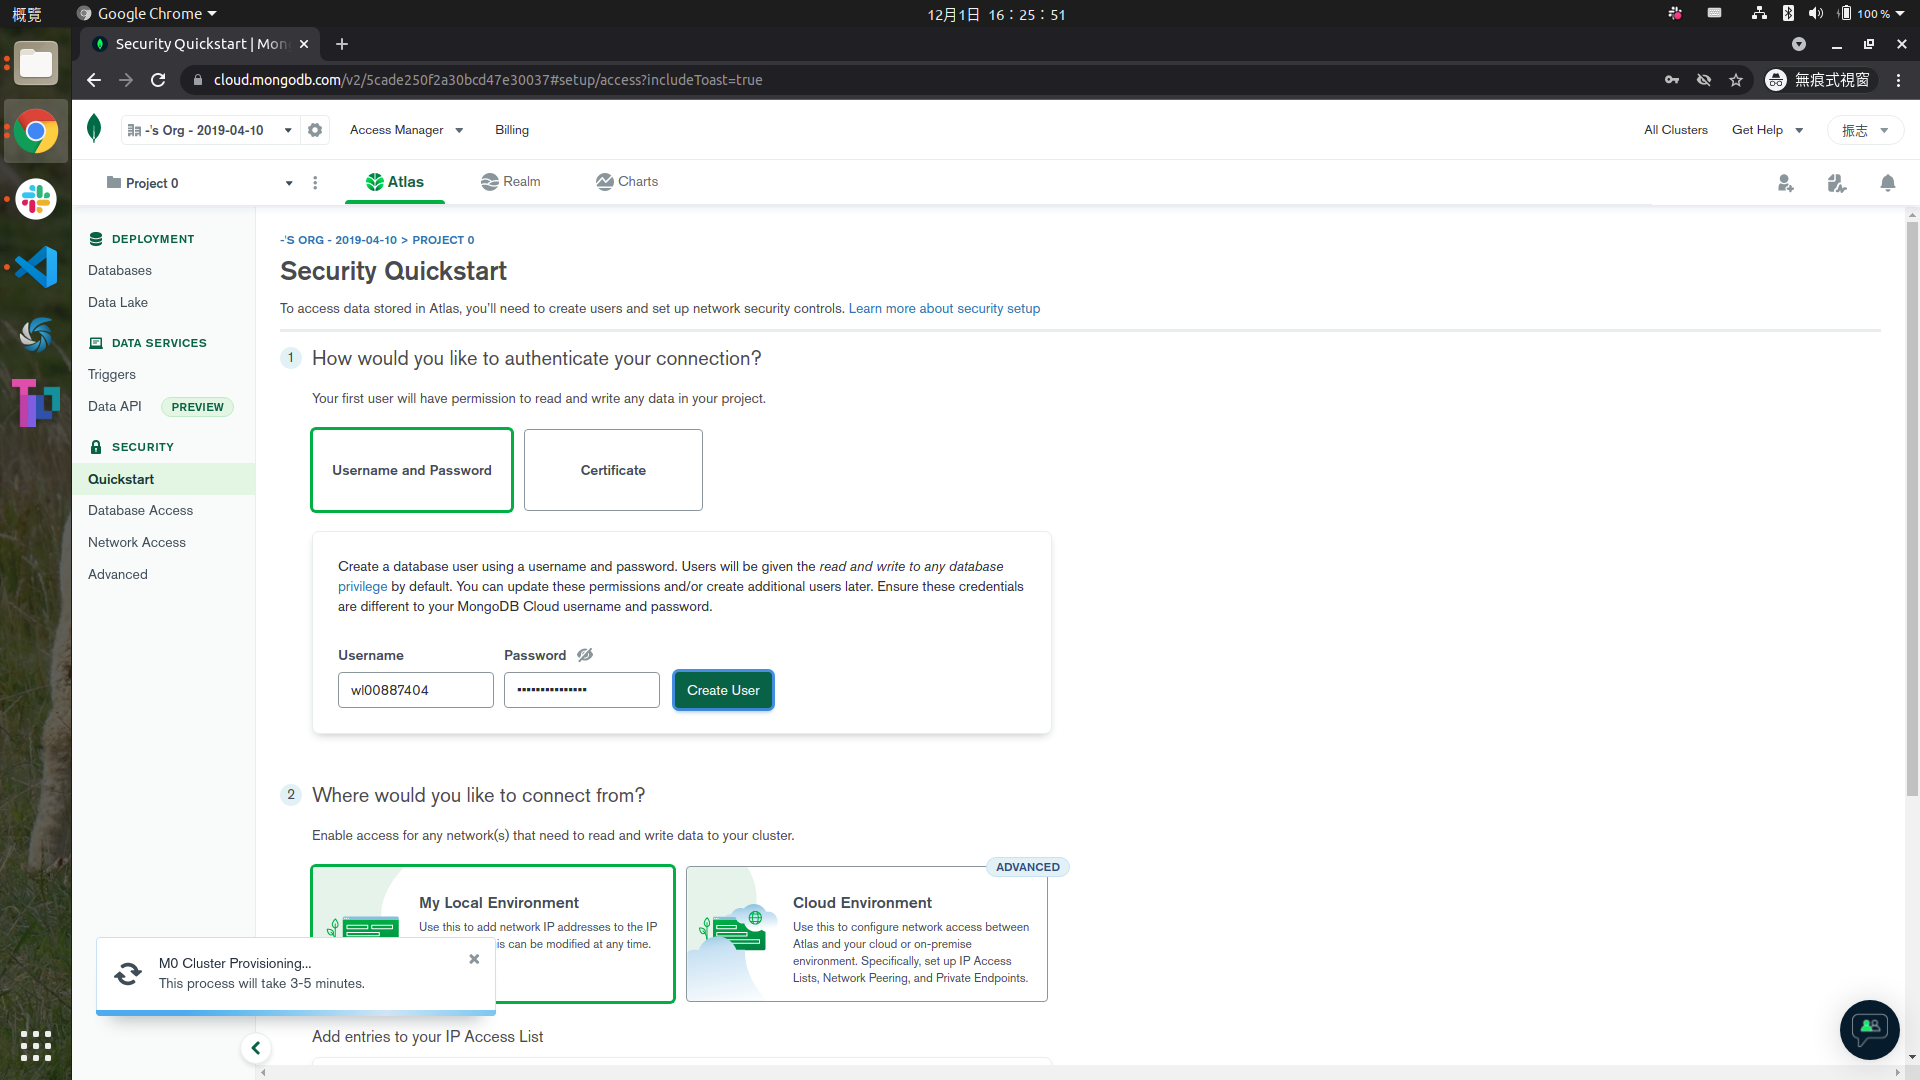 概覽
Google Chrome
12月1日 16：25：51
100 %
Security Quickstart | Mon
cloud.mongodb.com/v2/5cade250f2a30bcd47e30037#setup/access?includeToast=true
無痕式視窗
-'s Org - 2019-04-10
Access Manager
Billing
All Clusters
Get Help
振志
Project 0
Atlas
Realm
Charts
DEPLOYMENT
Databases
Data Lake
DATA SERVICES
Triggers
Data API
PREVIEW
SECURITY
Quickstart
Database Access
Network Access
Advanced
-'S ORG - 2019-04-10 > PROJECT 0
Security Quickstart
To access data stored in Atlas, you'll need to create users and set up network security controls. Learn more about security setup
1 How would you like to authenticate your connection?
Your first user will have permission to read and write any data in your project.
Username and Password
Certificate
Create a database user using a username and password. Users will be given the read and write to any database
privilege by default. You can update these permissions and/or create additional users later. Ensure these credentials
are different to your MongoDB Cloud username and password.
Username
Password
wl00887404
•••••••••••••••
Create User
2 Where would you like to connect from?
Enable access for any network(s) that need to read and write data to your cluster.
My Local Environment
Use this to add network IP addresses to the IP
is can be modified at any time.
ADVANCED
Cloud Environment
Use this to configure network access between
Atlas and your cloud or on-premise
environment. Specifically, set up IP Access
Lists, Network Peering, and Private Endpoints.
M0 Cluster Provisioning...
This process will take 3-5 minutes.
Add entries to your IP Access List